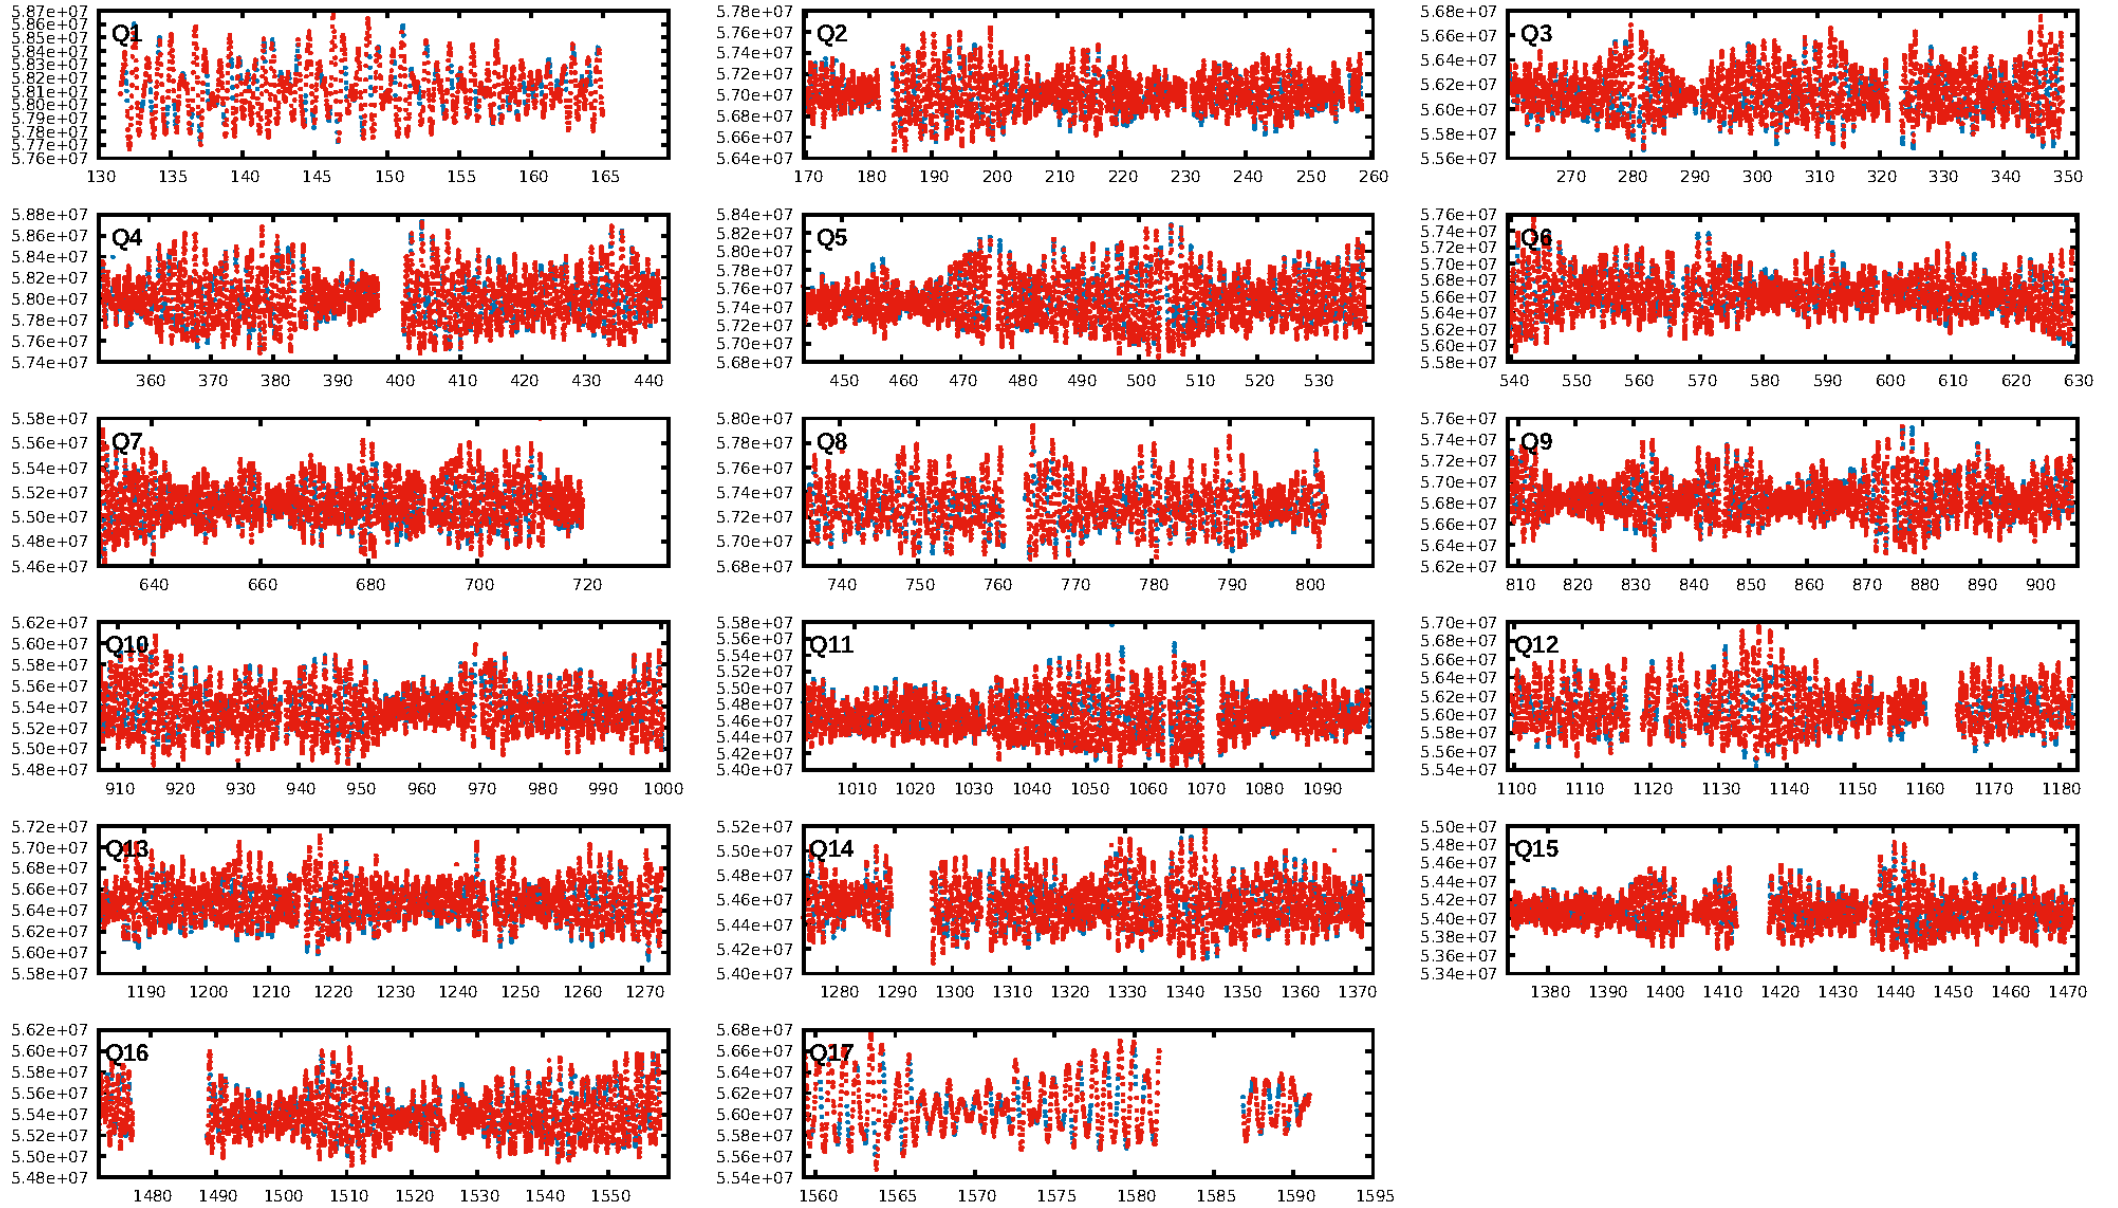 5.87e+07
5.86e+07
5.85e+07
5.84e+07
5.83e+07
5.82e+07
5.81e+07
5.80e+07
5.79e+07
5.78e+07
5.77e+07
5.76e+07
Q1
130 135 140 145 150 155 160 165
5.78e+07
5.76e+07
5.74e+07
5.72e+07
5.70e+07
5.68e+07
5.66e+07
5.64e+07
Q2
170 180 190 200 210 220 230 240 250 260
5.68e+07
5.66e+07
5.64e+07
5.62e+07
5.60e+07
5.58e+07
5.56e+07
Q3
270 280 290 300 310 320 330 340 350
5.88e+07
5.86e+07
5.84e+07
5.82e+07
5.80e+07
5.78e+07
5.76e+07
5.74e+07
Q4
360 370 380 390 400 410 420 430 440
5.84e+07
5.82e+07
5.80e+07
5.78e+07
5.76e+07
5.74e+07
5.72e+07
5.70e+07
5.68e+07
Q5
450 460 470 480 490 500 510 520 530
5.76e+07
5.74e+07
5.72e+07
5.70e+07
5.68e+07
5.66e+07
5.64e+07
5.62e+07
5.60e+07
5.58e+07
Q6
540 550 560 570 580 590 600 610 620 630
5.58e+07
5.56e+07
5.54e+07
5.52e+07
5.50e+07
5.48e+07
5.46e+07
Q7
640 660 680 700 720
5.80e+07
5.78e+07
5.76e+07
5.74e+07
5.72e+07
5.70e+07
5.68e+07
Q8
740 750 760 770 780 790 800
5.76e+07
5.74e+07
5.72e+07
5.70e+07
5.68e+07
5.66e+07
5.64e+07
5.62e+07
Q9
810 820 830 840 850 860 870 880 890 900
5.62e+07
5.60e+07
5.58e+07
5.56e+07
5.54e+07
5.52e+07
5.50e+07
5.48e+07
Q10
910 920 930 940 950 960 970 980 990 1000
5.58e+07
5.56e+07
5.54e+07
5.52e+07
5.50e+07
5.48e+07
5.46e+07
5.44e+07
5.42e+07
5.40e+07
Q11
1010 1020 1030 1040 1050 1060 1070 1080 1090
5.70e+07
5.68e+07
5.66e+07
5.64e+07
5.62e+07
5.60e+07
5.58e+07
5.56e+07
5.54e+07
Q12
1100 1110 1120 1130 1140 1150 1160 1170 1180
5.72e+07
5.70e+07
5.68e+07
5.66e+07
5.64e+07
5.62e+07
5.60e+07
5.58e+07
Q13
1190 1200 1210 1220 1230 1240 1250 1260 1270
5.52e+07
5.50e+07
5.48e+07
5.46e+07
5.44e+07
5.42e+07
5.40e+07
Q14
1280 1290 1300 1310 1320 1330 1340 1350 1360 1370
5.50e+07
5.48e+07
5.46e+07
5.44e+07
5.42e+07
5.40e+07
5.38e+07
5.36e+07
5.34e+07
Q15
1380 1390 1400 1410 1420 1430 1440 1450 1460 1470
5.62e+07
5.60e+07
5.58e+07
5.56e+07
5.54e+07
5.52e+07
5.50e+07
5.48e+07
Q16
1480 1490 1500 1510 1520 1530 1540 1550
5.68e+07
5.66e+07
5.64e+07
5.62e+07
5.60e+07
5.58e+07
5.56e+07
5.54e+07
Q17
1560 1565 1570 1575 1580 1585 1590 1595